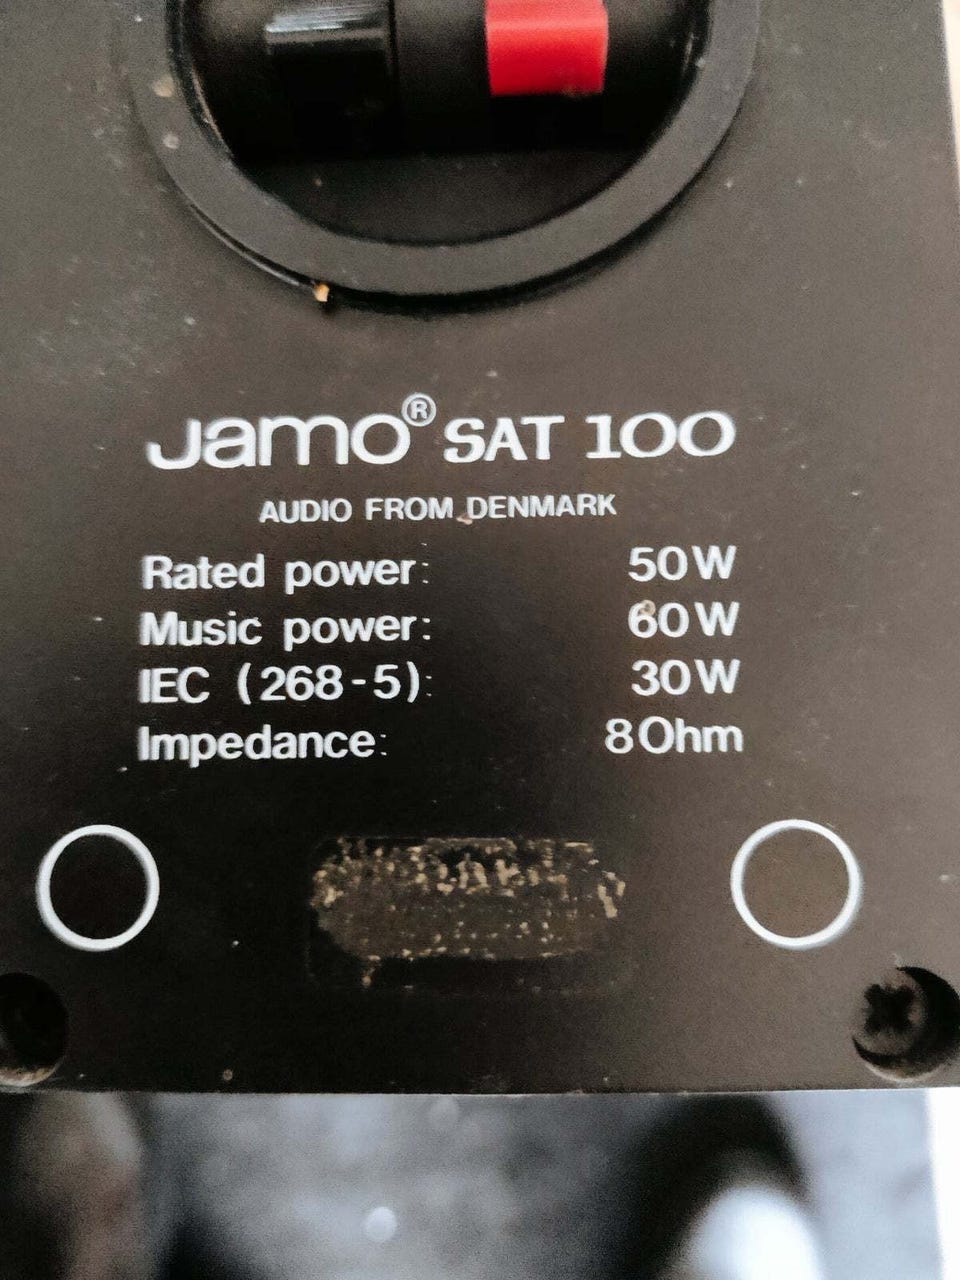 Jamo® SAT 100
AUDIO FROM DENMARK
Rated power: 50W
Music power: 60W
IEC (268-5): 30W
Impedance: 8Ohm